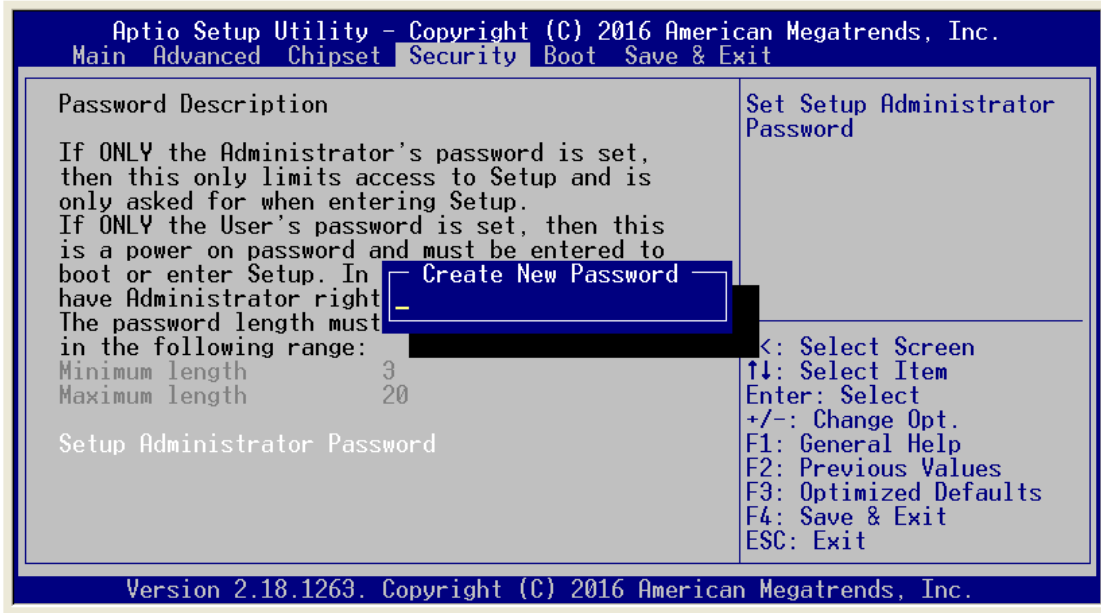 Aptio Setup Utility – Copyright (C) 2016 American Megatrends, Inc.
Main Advanced Chipset Security Boot Save & Exit
Password Description
If ONLY the Administrator's password is set,
then this only limits access to Setup and is
only asked for when entering Setup.
If ONLY the User's password is set, then this
is a power on password and must be entered to
boot or enter Setup. In
have Administrator right
The password length must
in the following range:
Minimum length 3
Maximum length 20
Setup Administrator Password
Create New Password
Set Setup Administrator
Password
<: Select Screen
↑↓: Select Item
Enter: Select
+/-: Change Opt.
F1: General Help
F2: Previous Values
F3: Optimized Defaults
F4: Save & Exit
ESC: Exit
Version 2.18.1263. Copyright (C) 2016 American Megatrends, Inc.